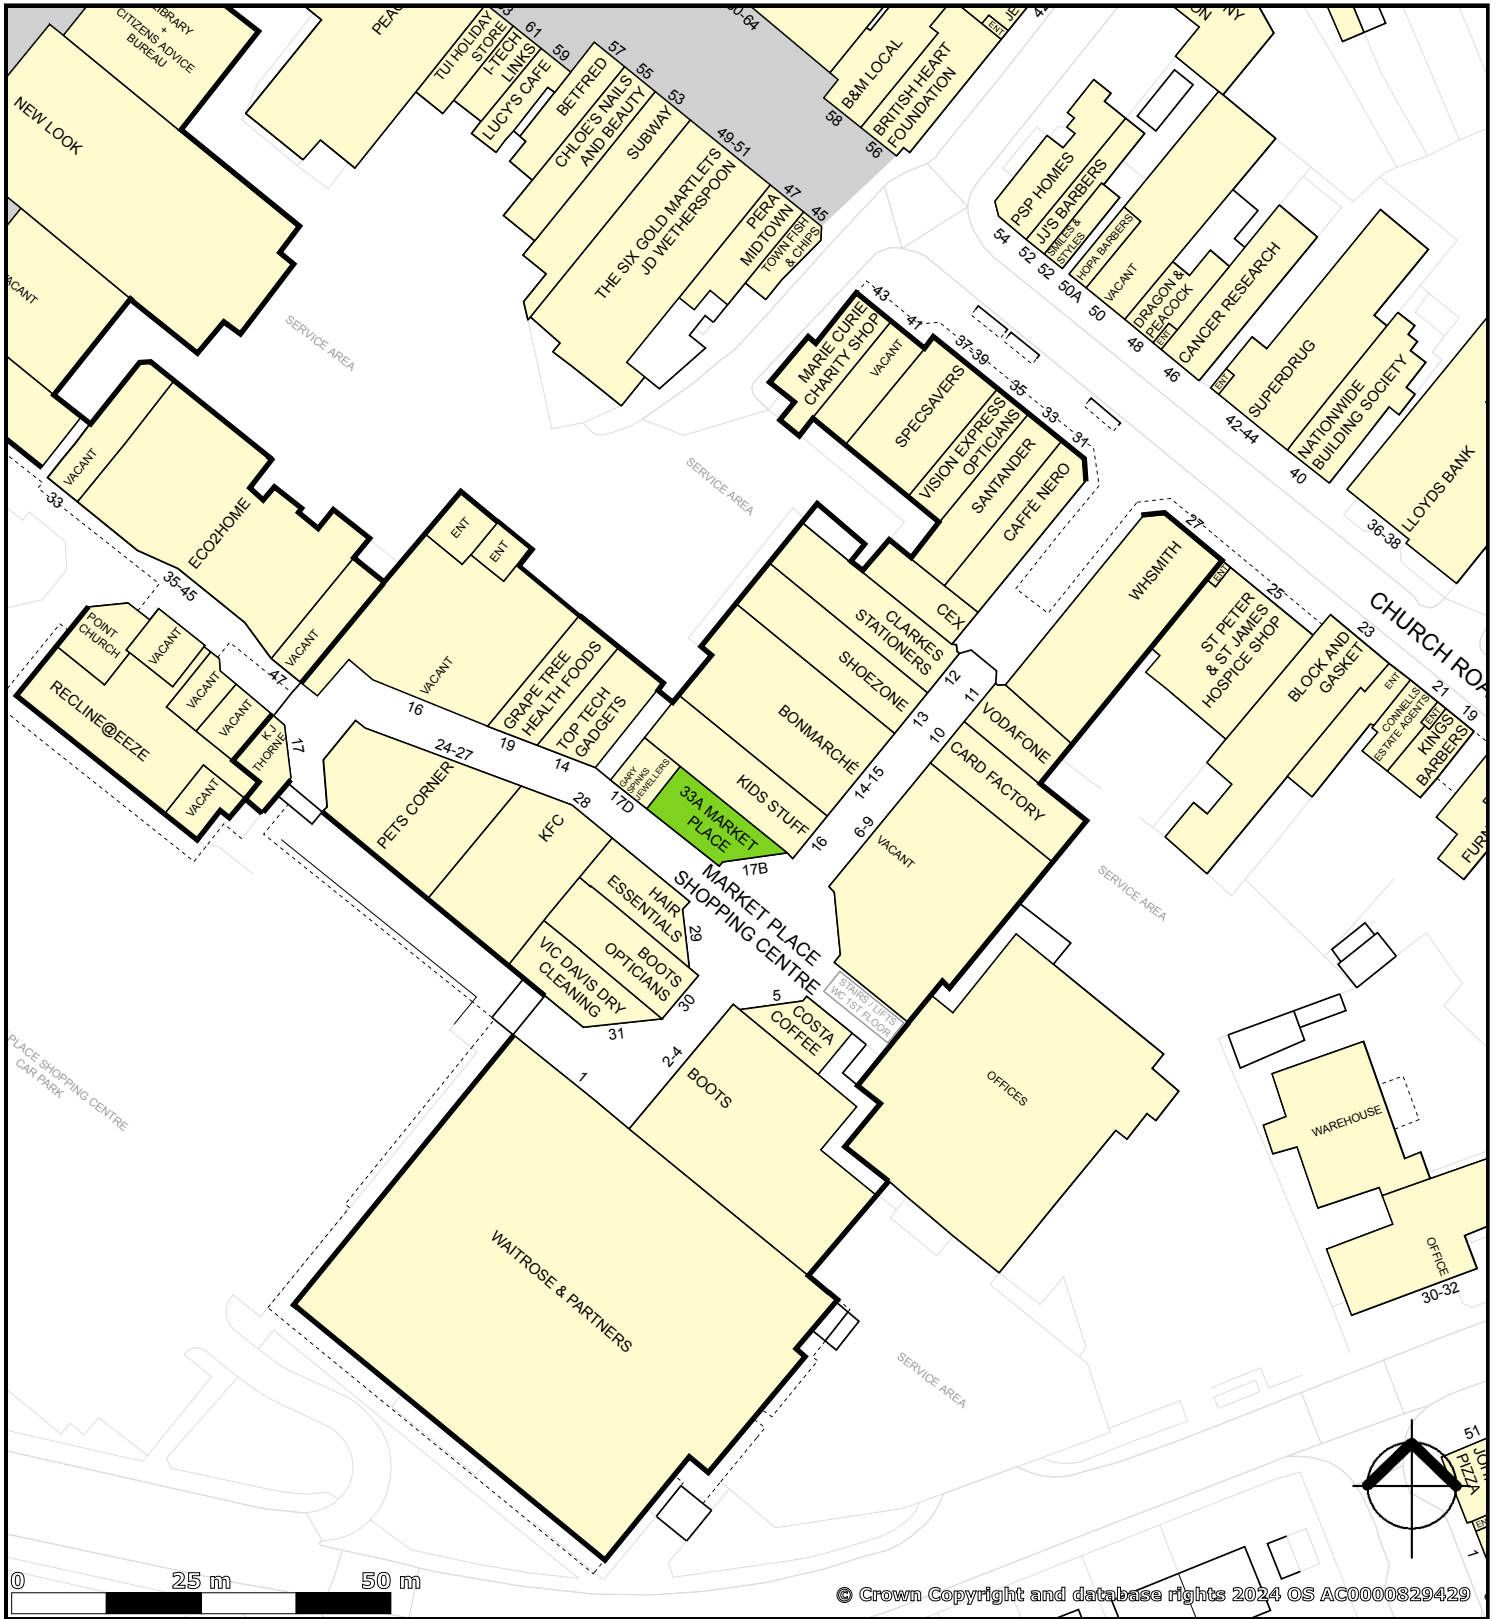 CITIZENS ADVICE
BUREAU
+
NEW LOOK
VACANT
TUI HOLIDAY
STORE
I-TECH
LINKS
LUCY'S CAFE
61
59
57
55
53
49-51
47
45
BETFRED
CHLOE'S NAILS
AND BEAUTY
SUBWAY
THE SIX GOLD MARTLETS
JD WETHERSPOON
PERA
MIDTOWN
TOWN FISH
& CHIPS
B&M LOCAL
BRITISH HEART
FOUNDATION
ENT
58
56
PSP HOMES
JJ'S BARBERS
SMILES &
STYLES
HOPA BARBERS
VACANT
DRAGON &
PEACOCK
ENT
CANCER RESEARCH
ENT
SUPERDRUG
NATIONWIDE
BUILDING SOCIETY
LLOYDS BANK
54
52
52
50A
50
48
46
42-44
40
36-38
SERVICE AREA
SERVICE AREA
MARIE CURIE
CHARITY SHOP
VACANT
SPECSAVERS
VISION EXPRESS
OPTICIANS
SANTANDER
CAFFÈ NERO
43
41
37-39
35
33
31
CHURCH ROA
VACANT
33
ECO2HOME
35-45
VACANT
47
ENT
ENT
VACANT
16
GRAPE TREE
HEALTH FOODS
19
TOP TECH
GADGETS
14
POINT
CHURCH
VACANT
VACANT
VACANT
RECLINE@EEZE
VACANT
KJ
THORNE
17
CEX
CLARKES
STATIONERS
SHOEZONE
BONMARCHÉ
KIDS STUFF
12
13
14-15
16
GARY
SPINKS
JEWELLERS
17D
33A MARKET
PLACE
17B
WHSMITH
27
ENT
25
ST PETER
& ST JAMES
HOSPICE SHOP
23
BLOCK AND
GASKET
ENT
CONNELLS
ESTATE AGENTS
21
ENT
KINGS
BARBERS
19
11
VODAFONE
10
CARD FACTORY
6-9
VACANT
24-27
PETS CORNER
28
KFC
HAIR
ESSENTIALS
29
BOOTS
OPTICIANS
30
VIC DAVIS DRY
CLEANING
31
MARKET PLACE
SHOPPING CENTRE
STAIRS / LIFTS
WC 1ST FLOOR
5
COSTA
COFFEE
2-4
BOOTS
1
WAITROSE & PARTNERS
OFFICES
SERVICE AREA
WAREHOUSE
OFFICE
30-32
SERVICE AREA
PLACE SHOPPING CENTRE
CAR PARK
51
PIZZA
1
0
25 m
50 m
© Crown Copyright and database rights 2024 OS AC0000829429